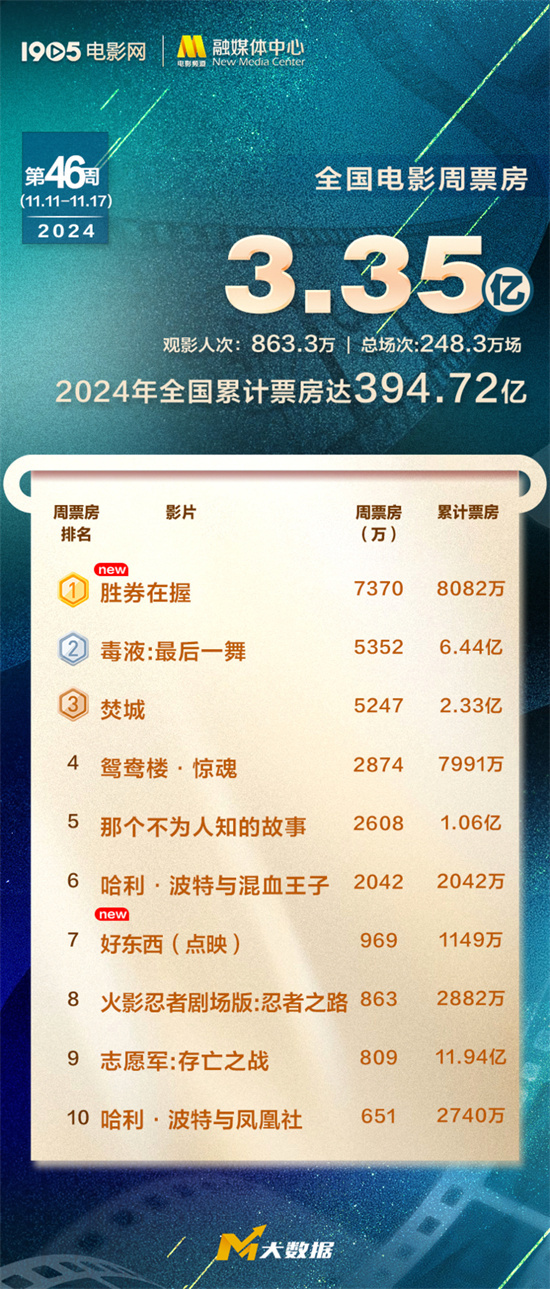 1905电影网
电影频道
融媒体中心
New Media Center
第46周
(11.11-11.17)
2024
全国电影周票房
3.35亿
观影人次：863.3万 | 总场次:248.3万场
2024年全国累计票房达394.72亿
周票房排名 影片 周票房（万） 累计票房
new
1 胜券在握 7370 8082万
2 毒液:最后一舞 5352 6.44亿
3 焚城 5247 2.33亿
4 鸳鸯楼·惊魂 2874 7991万
5 那个不为人知的故事 2608 1.06亿
6 哈利·波特与混血王子 2042 2042万
new
7 好东西（点映） 969 1149万
8 火影忍者剧场版:忍者之路 863 2882万
9 志愿军:存亡之战 809 11.94亿
10 哈利·波特与凤凰社 651 2740万
M大数据